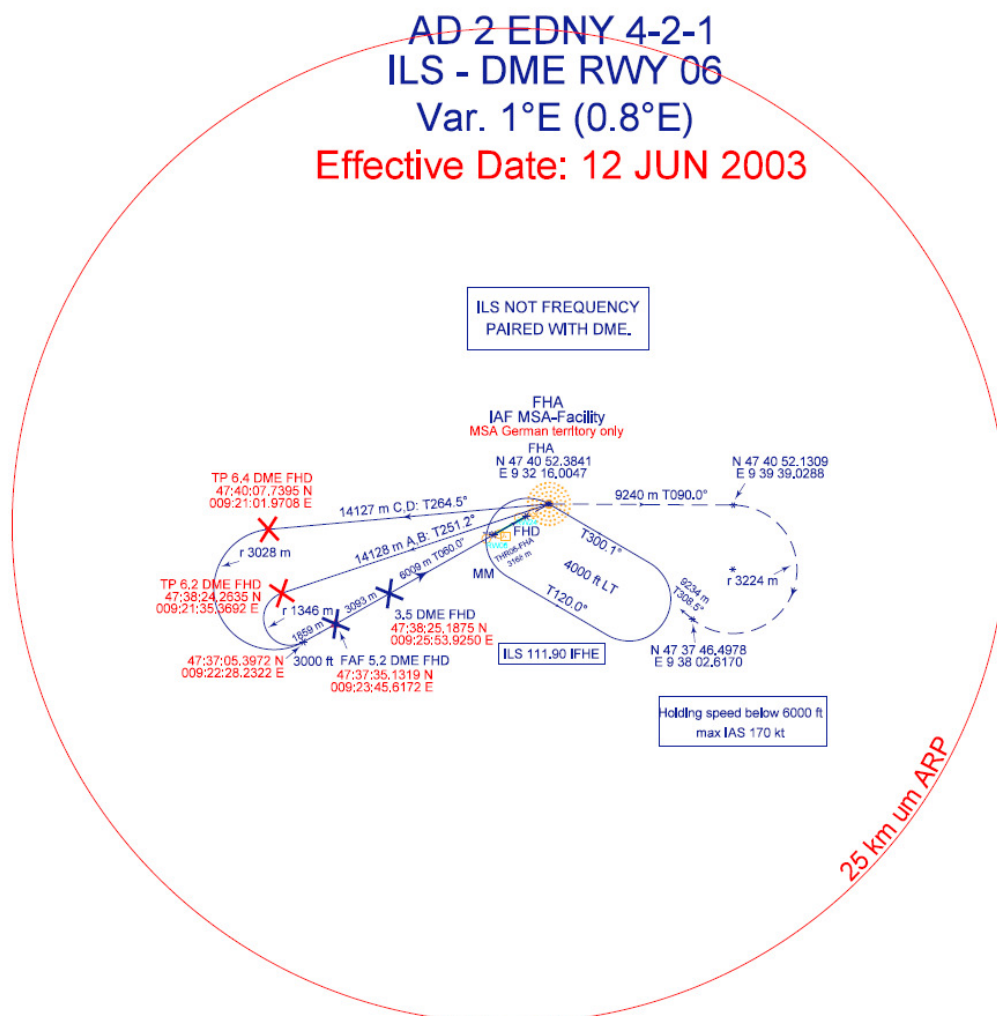 AD 2 EDNY 4-2-1
ILS - DME RWY 06
Var. 1°E (0.8°E)
Effective Date: 12 JUN 2003
ILS NOT FREQUENCY
PAIRED WITH DME.
FHA
IAF MSA-Facility
MSA German territory only
FHA
N 47 40 52.3841
E 9 32 16.0047
N 47 40 52.1309
E 9 39 39.0288
9240 m T090.0°
TP 6.4 DME FHD
47:40:07.7395 N
009:21:01.9708 E
14127 m C,D: T264.5°
14128 m A,B: T251.2°
6009 m T060.0°
r 3028 m
FHD
THR06-FHA
3168 m
MM
T300.1°
4000 ft LT
T120.0°
r 3224 m
9234 m
T308.5°
TP 6.2 DME FHD
47:38:24.2635 N
009:21:35.3692 E
r 1346 m
3093 m
1859 m
3.5 DME FHD
47:38:25.1875 N
009:25:53.9250 E
47:37:05.3972 N
009:22:28.2322 E
3000 ft
FAF 5,2 DME FHD
47:37:35.1319 N
009:23:45.6172 E
ILS 111.90 IFHE
N 47 37 46.4978
E 9 38 02.6170
Holding speed below 6000 ft
max IAS 170 kt
25 km um ARP